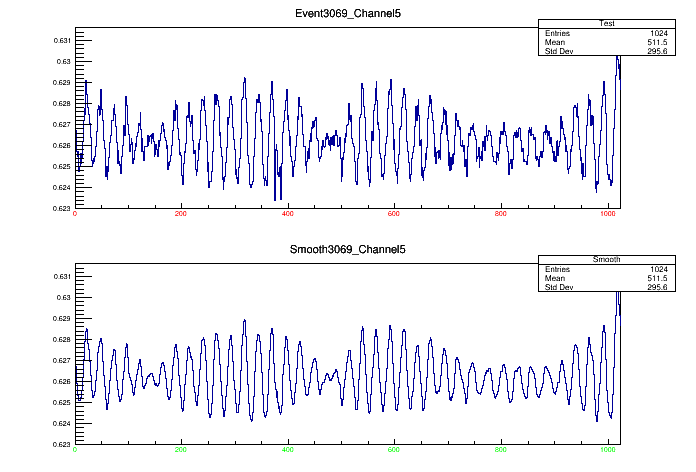 Event3069_Channel5
Test
Entries 1024
Mean 511.5
Std Dev 295.6
0.631
0.63
0.629
0.628
0.627
0.626
0.625
0.624
0.623
0 200 400 600 800 1000
Smooth3069_Channel5
Smooth
Entries 1024
Mean 511.5
Std Dev 295.6
0.631
0.63
0.629
0.628
0.627
0.626
0.625
0.624
0.623
0 200 400 600 800 1000